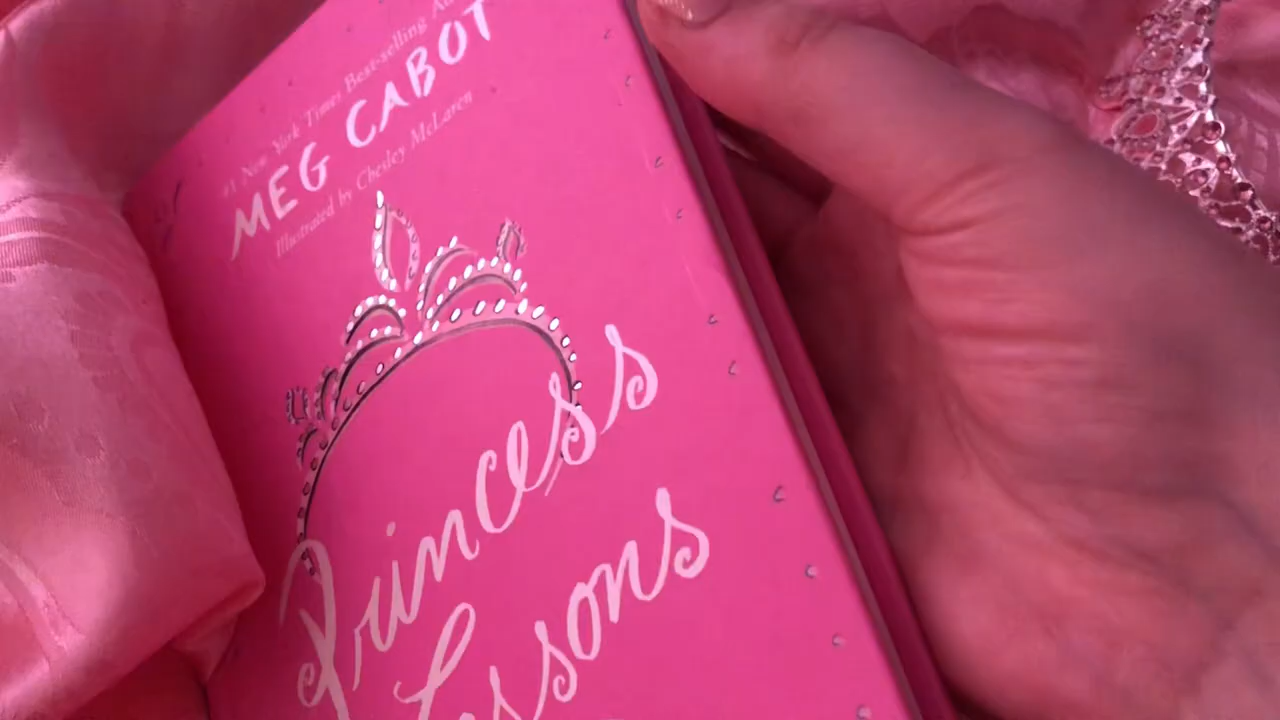 #1 New York Times Best-selling
MEG CABOT
Illustrated by Chesley McLaren
Princess
Lessons